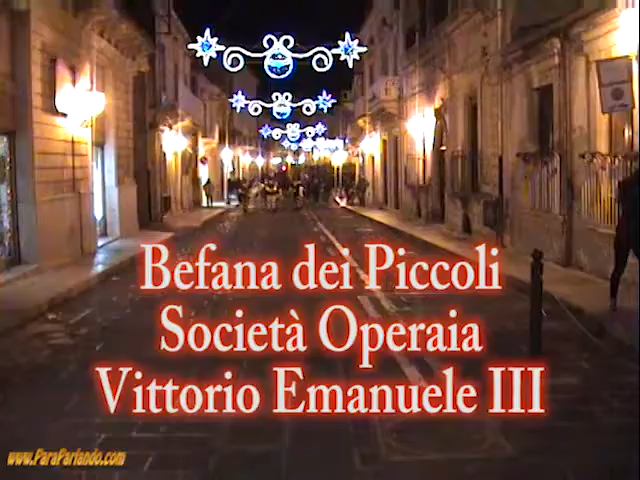 Befana dei Piccoli
Società Operaia
Vittorio Emanuele III
www.ParaParlando.com